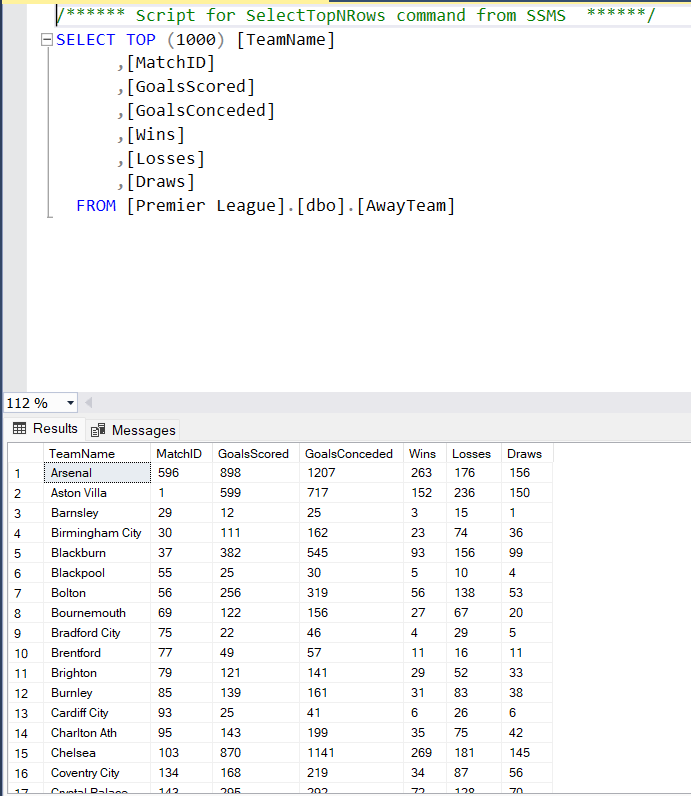 /****** Script for SelectTopNRows command from SSMS  ******/
SELECT TOP (1000) [TeamName]
,[MatchID]
,[GoalsScored]
,[GoalsConceded]
,[Wins]
,[Losses]
,[Draws]
FROM [Premier League].[dbo].[AwayTeam]
112 %
Results Messages
TeamName MatchID GoalsScored GoalsConceded Wins Losses Draws
1 Arsenal 596 898 1207 263 176 156
2 Aston Villa 1 599 717 152 236 150
3 Barnsley 29 12 25 3 15 1
4 Birmingham City 30 111 162 23 74 36
5 Blackburn 37 382 545 93 156 99
6 Blackpool 55 25 30 5 10 4
7 Bolton 56 256 319 56 138 53
8 Bournemouth 69 122 156 27 67 20
9 Bradford City 75 22 46 4 29 5
10 Brentford 77 49 57 11 16 11
11 Brighton 79 121 141 29 52 33
12 Burnley 85 139 161 31 83 38
13 Cardiff City 93 25 41 6 26 6
14 Charlton Ath 95 143 199 35 75 42
15 Chelsea 103 870 1141 269 181 145
16 Coventry City 134 168 219 34 87 56
17 Crystal Palace 143 295 292 72 128 70